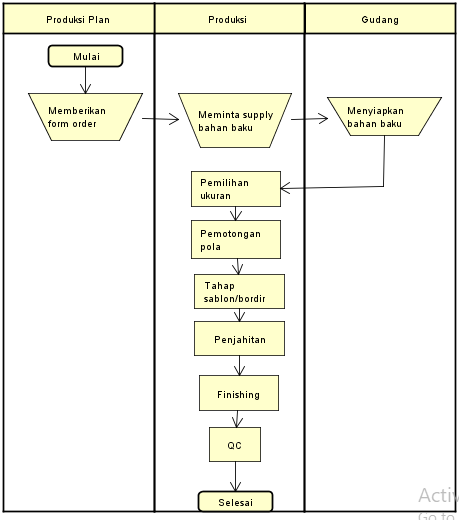 Produksi Plan
Produksi
Gudang
Mulai
Memberikan
form order
Meminta supply
bahan baku
Menyiapkan
bahan baku
Pemilihan
ukuran
Pemotongan
pola
Tahap
sablon/bordir
Penjahitan
Finishing
QC
Selesai